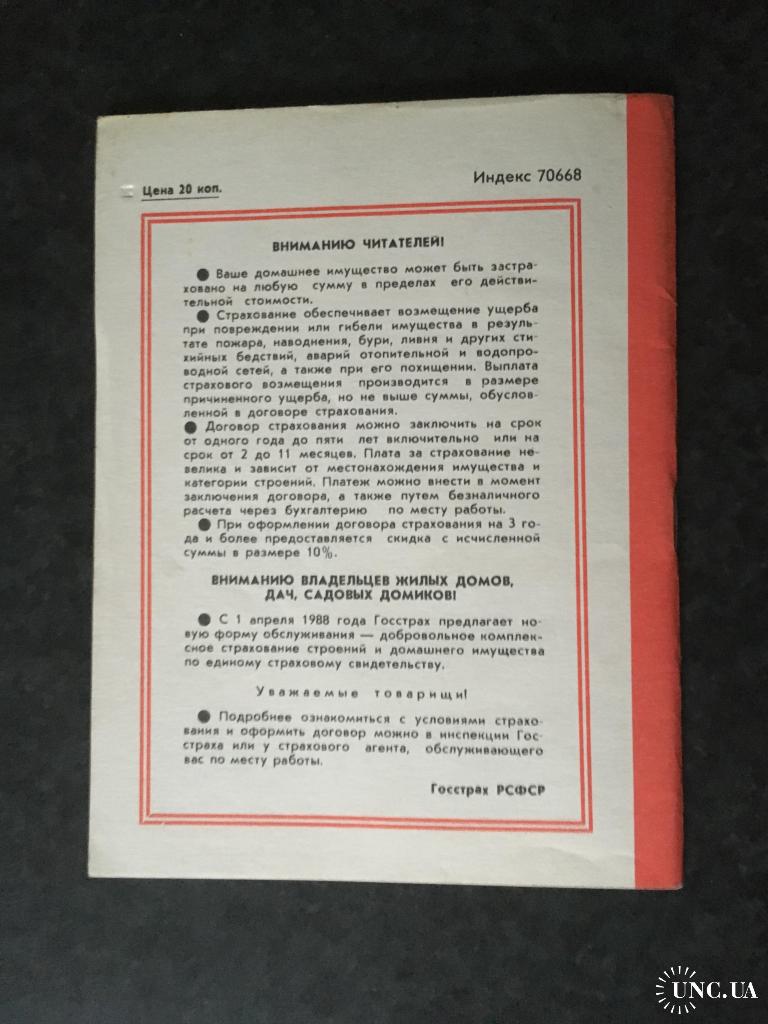 Цена 20 коп.
Индекс 70668
ВНИМАНИЮ ЧИТАТЕЛЕЙ!
● Ваше домашнее имущество может быть застра-
ховано на любую сумму в пределах его действи-
тельной стоимости.
● Страхование обеспечивает возмещение ущерба
при повреждении или гибели имущества в резуль-
тате пожара, наводнения, бури, ливня и других сти-
хийных бедствий, аварий отопительной и водопро-
водной сетей, а также при его похищении. Выплата
страхового возмещения производится в размере
причиненного ущерба, но не выше суммы, обуслов-
ленной в договоре страхования.
● Договор страхования можно заключить на срок
от одного года до пяти лет включительно или на
срок от 2 до 11 месяцев. Плата за страхование не-
велика и зависит от местонахождения имущества и
категории строений. Платеж можно внести в момент
заключения договора, а также путем безналичного
расчета через бухгалтерию по месту работы.
● При оформлении договора страхования на 3 го-
да и более предоставляется скидка с исчисленной
суммы в размере 10%.
ВНИМАНИЮ ВЛАДЕЛЬЦЕВ ЖИЛЫХ ДОМОВ,
ДАЧ, САДОВЫХ ДОМИКОВ!
● С 1 апреля 1988 года Госстрах предлагает но-
вую форму обслуживания — добровольное комплек-
сное страхование строений и домашнего имущества
по единому страховому свидетельству.
Уважаемые товарищи!
● Подробнее ознакомиться с условиями страхо-
вания и оформить договор можно в инспекции Гос-
страха или у страхового агента, обслуживающего
вас по месту работы.
Госстрах РСФСР
UNC.UA